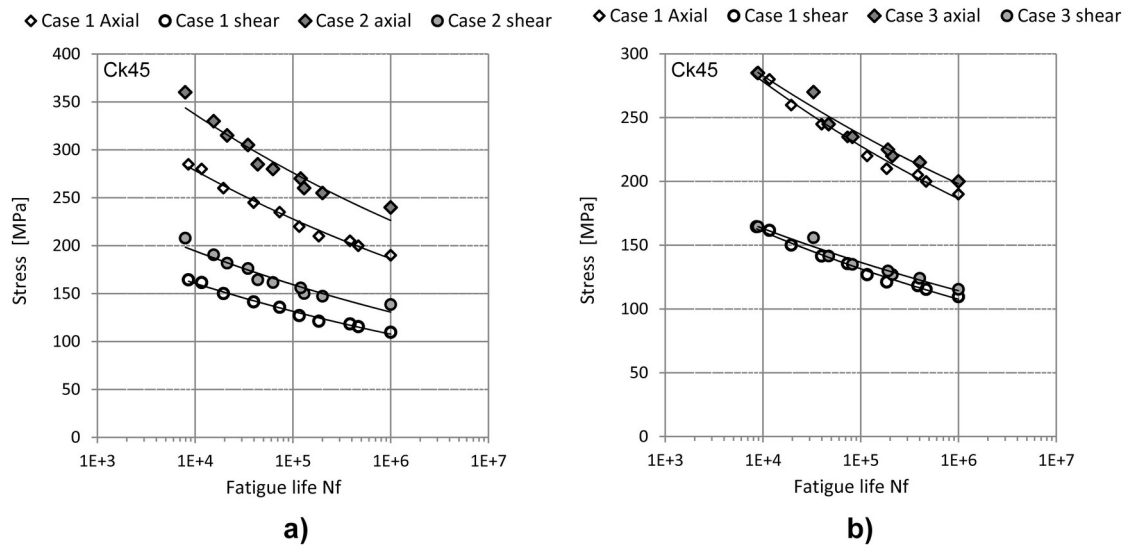 Case 1 Axial Case 1 shear Case 2 axial Case 2 shear
400
350
300
250
200
150
100
50
0
Ck45
Stress [MPa]
1E+3 1E+4 1E+5 1E+6 1E+7
Fatigue life Nf
a)
Case 1 Axial Case 1 shear Case 3 axial Case 3 shear
300
250
200
150
100
50
0
Ck45
Stress [MPa]
1E+3 1E+4 1E+5 1E+6 1E+7
Fatigue life Nf
b)